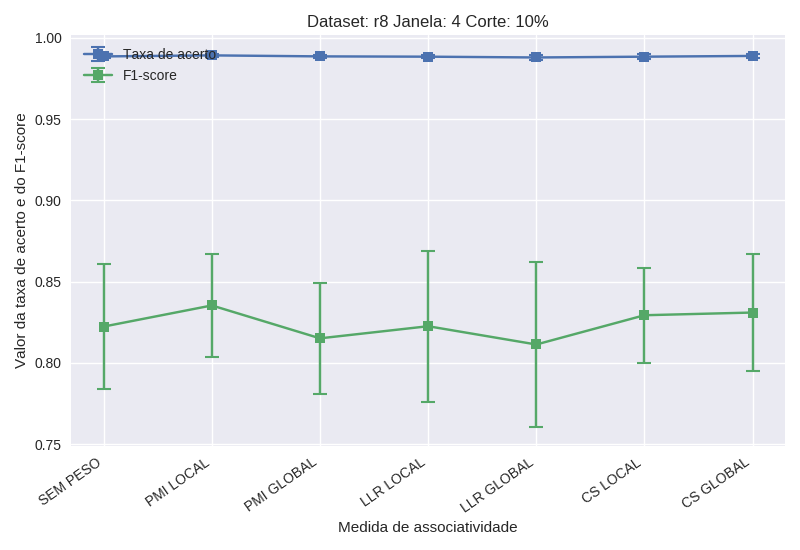 Dataset: r8 Janela: 4 Corte: 10%
Taxa de acerto
F1-score
1.00
0.95
0.90
0.85
0.80
0.75
Valor da taxa de acerto e do F1-score
SEM PESO
PMI LOCAL
PMI GLOBAL
LLR LOCAL
LLR GLOBAL
CS LOCAL
CS GLOBAL
Medida de associatividade